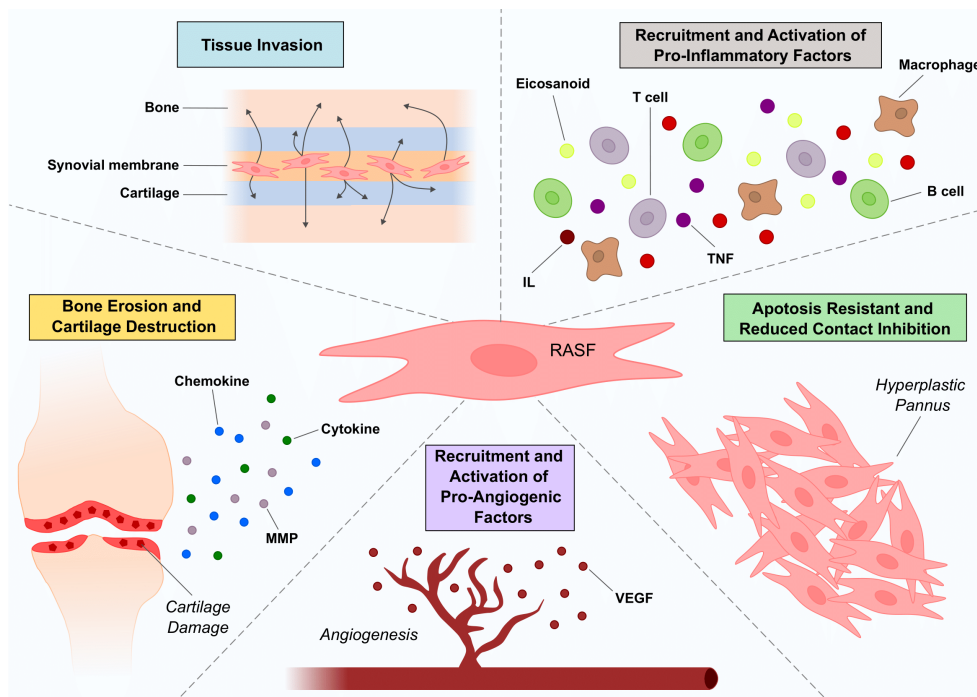 Tissue Invasion
Bone
Synovial membrane
Cartilage
Recruitment and Activation of
Pro-Inflammatory Factors
Macrophage
Eicosanoid
T cell
B cell
TNF
IL
Bone Erosion and
Cartilage Destruction
Chemokine
Cytokine
MMP
Cartilage
Damage
RASF
Apotosis Resistant and
Reduced Contact Inhibition
Hyperplastic
Pannus
Recruitment and
Activation of
Pro-Angiogenic
Factors
VEGF
Angiogenesis